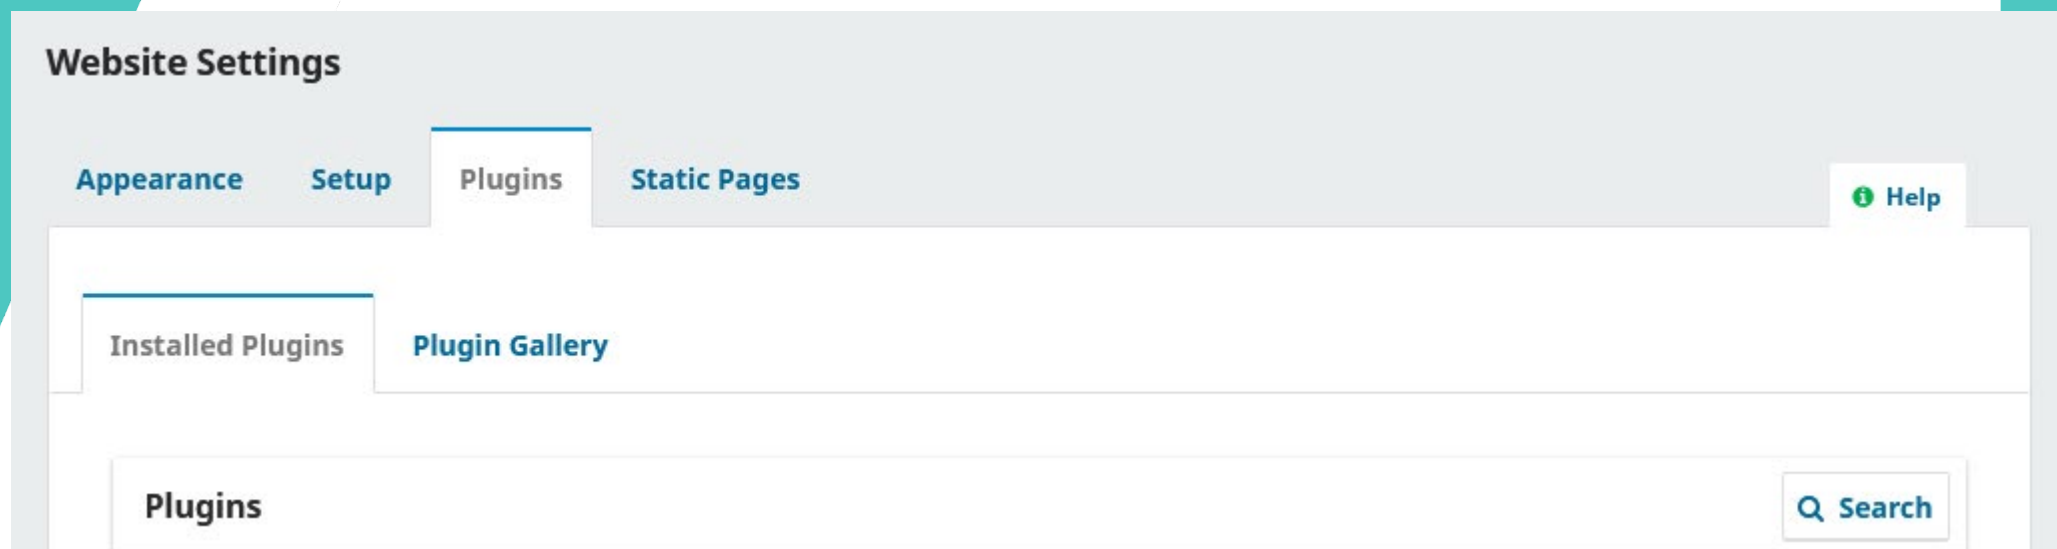 Website Settings
Appearance Setup Plugins Static Pages
Help
Installed Plugins Plugin Gallery
Plugins Search